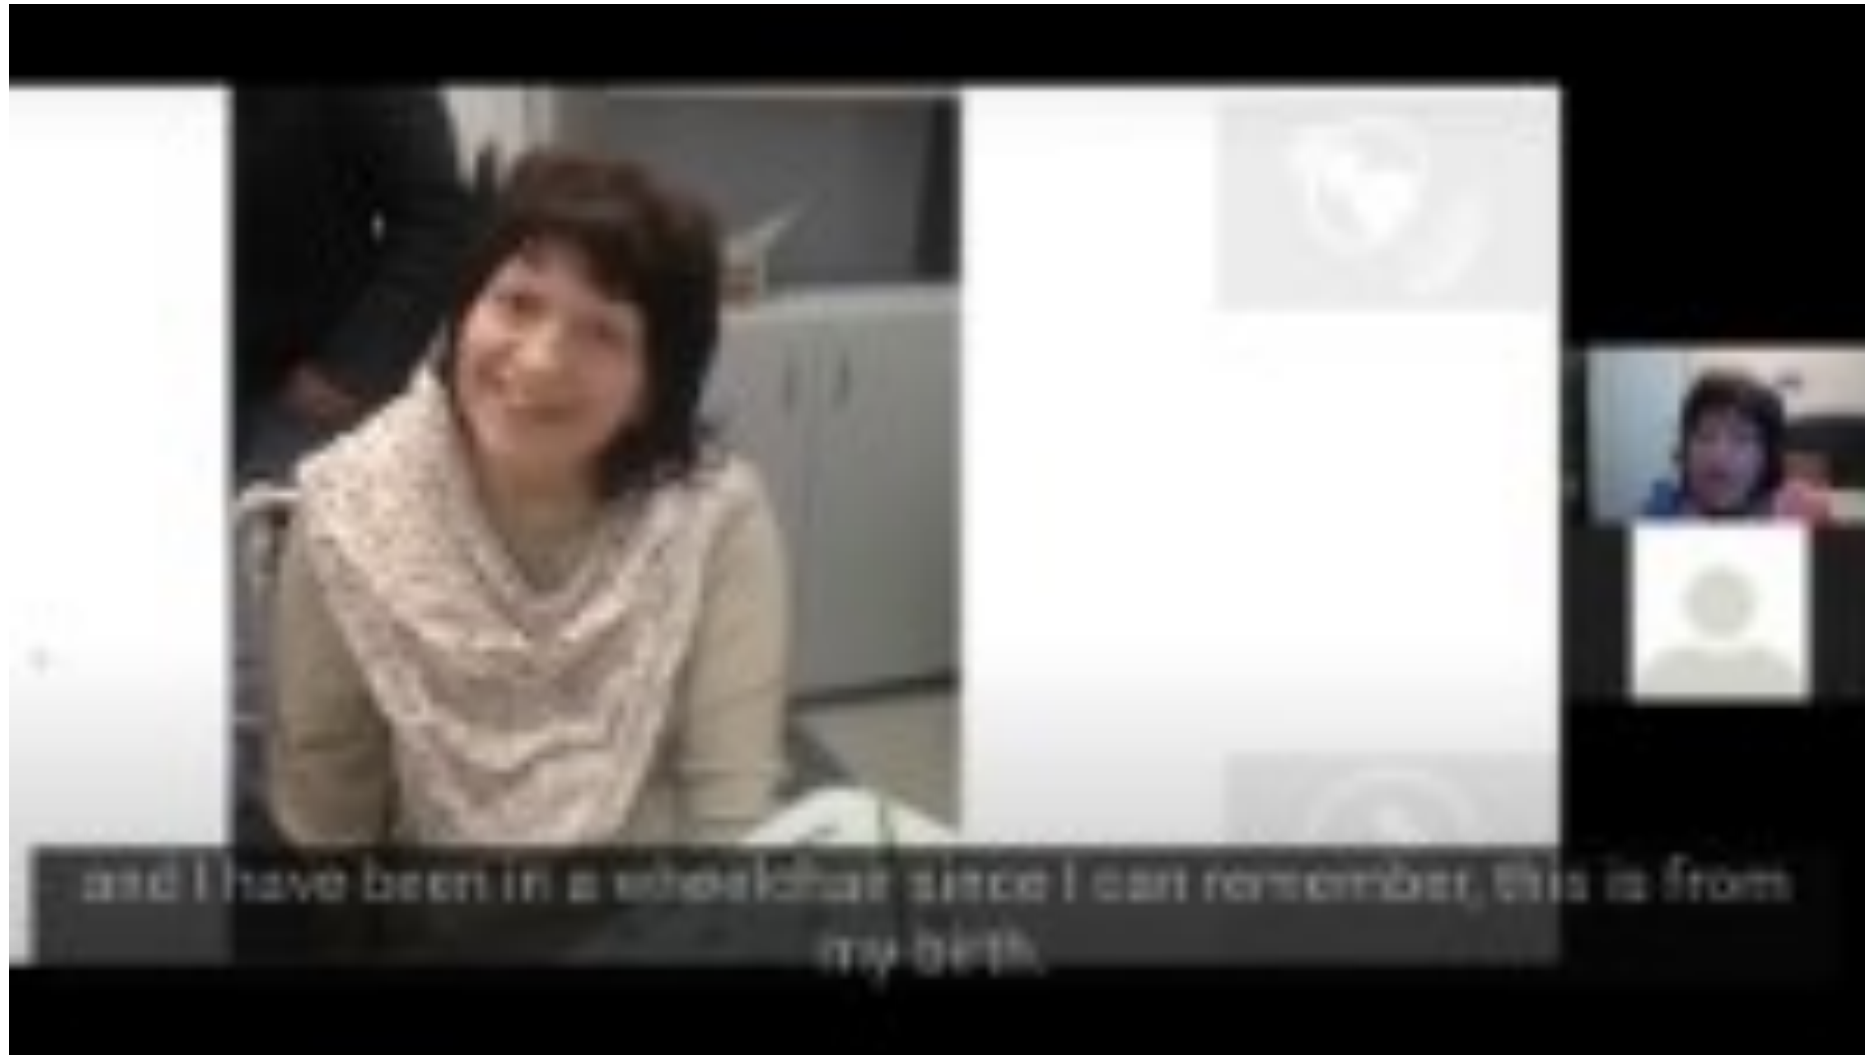 and I have been in a wheelchair since I can remember, this is from
my birth.